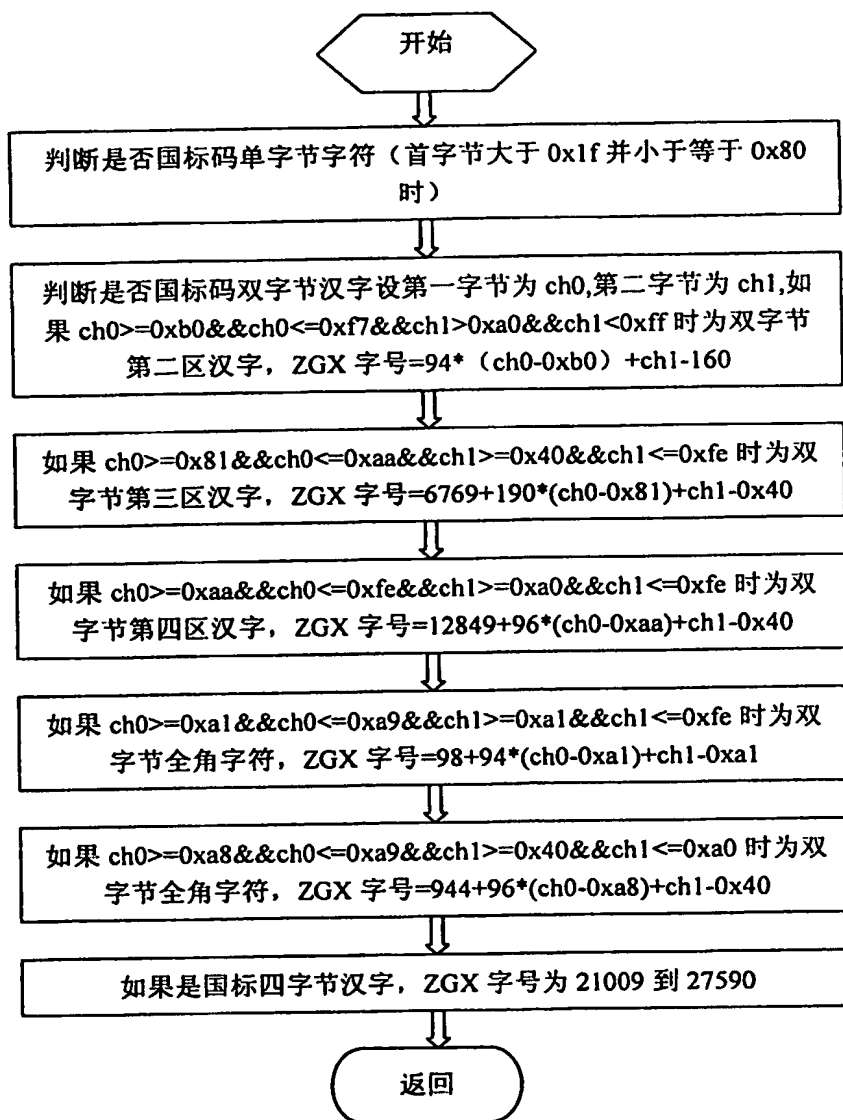 开始
判断是否国标码单字节字符（首字节大于 0x1f 并小于等于 0x80
时）
判断是否国标码双字节汉字设第一字节为 ch0,第二字节为 ch1,如
果 ch0>=0xb0&&ch0<=0xf7&&ch1>0xa0&&ch1<0xff 时为双字节
第二区汉字，ZGX 字号=94*（ch0-0xb0）+ch1-160
如果 ch0>=0x81&&ch0<=0xaa&&ch1>=0x40&&ch1<=0xfe 时为双
字节第三区汉字，ZGX 字号=6769+190*(ch0-0x81)+ch1-0x40
如果 ch0>=0xaa&&ch0<=0xfe&&ch1>=0xa0&&ch1<=0xfe 时为双
字节第四区汉字，ZGX 字号=12849+96*(ch0-0xaa)+ch1-0x40
如果 ch0>=0xa1&&ch0<=0xa9&&ch1>=0xa1&&ch1<=0xfe 时为双
字节全角字符，ZGX 字号=98+94*(ch0-0xa1)+ch1-0xa1
如果 ch0>=0xa8&&ch0<=0xa9&&ch1>=0x40&&ch1<=0xa0 时为双
字节全角字符，ZGX 字号=944+96*(ch0-0xa8)+ch1-0x40
如果是国标四字节汉字，ZGX 字号为 21009 到 27590
返回